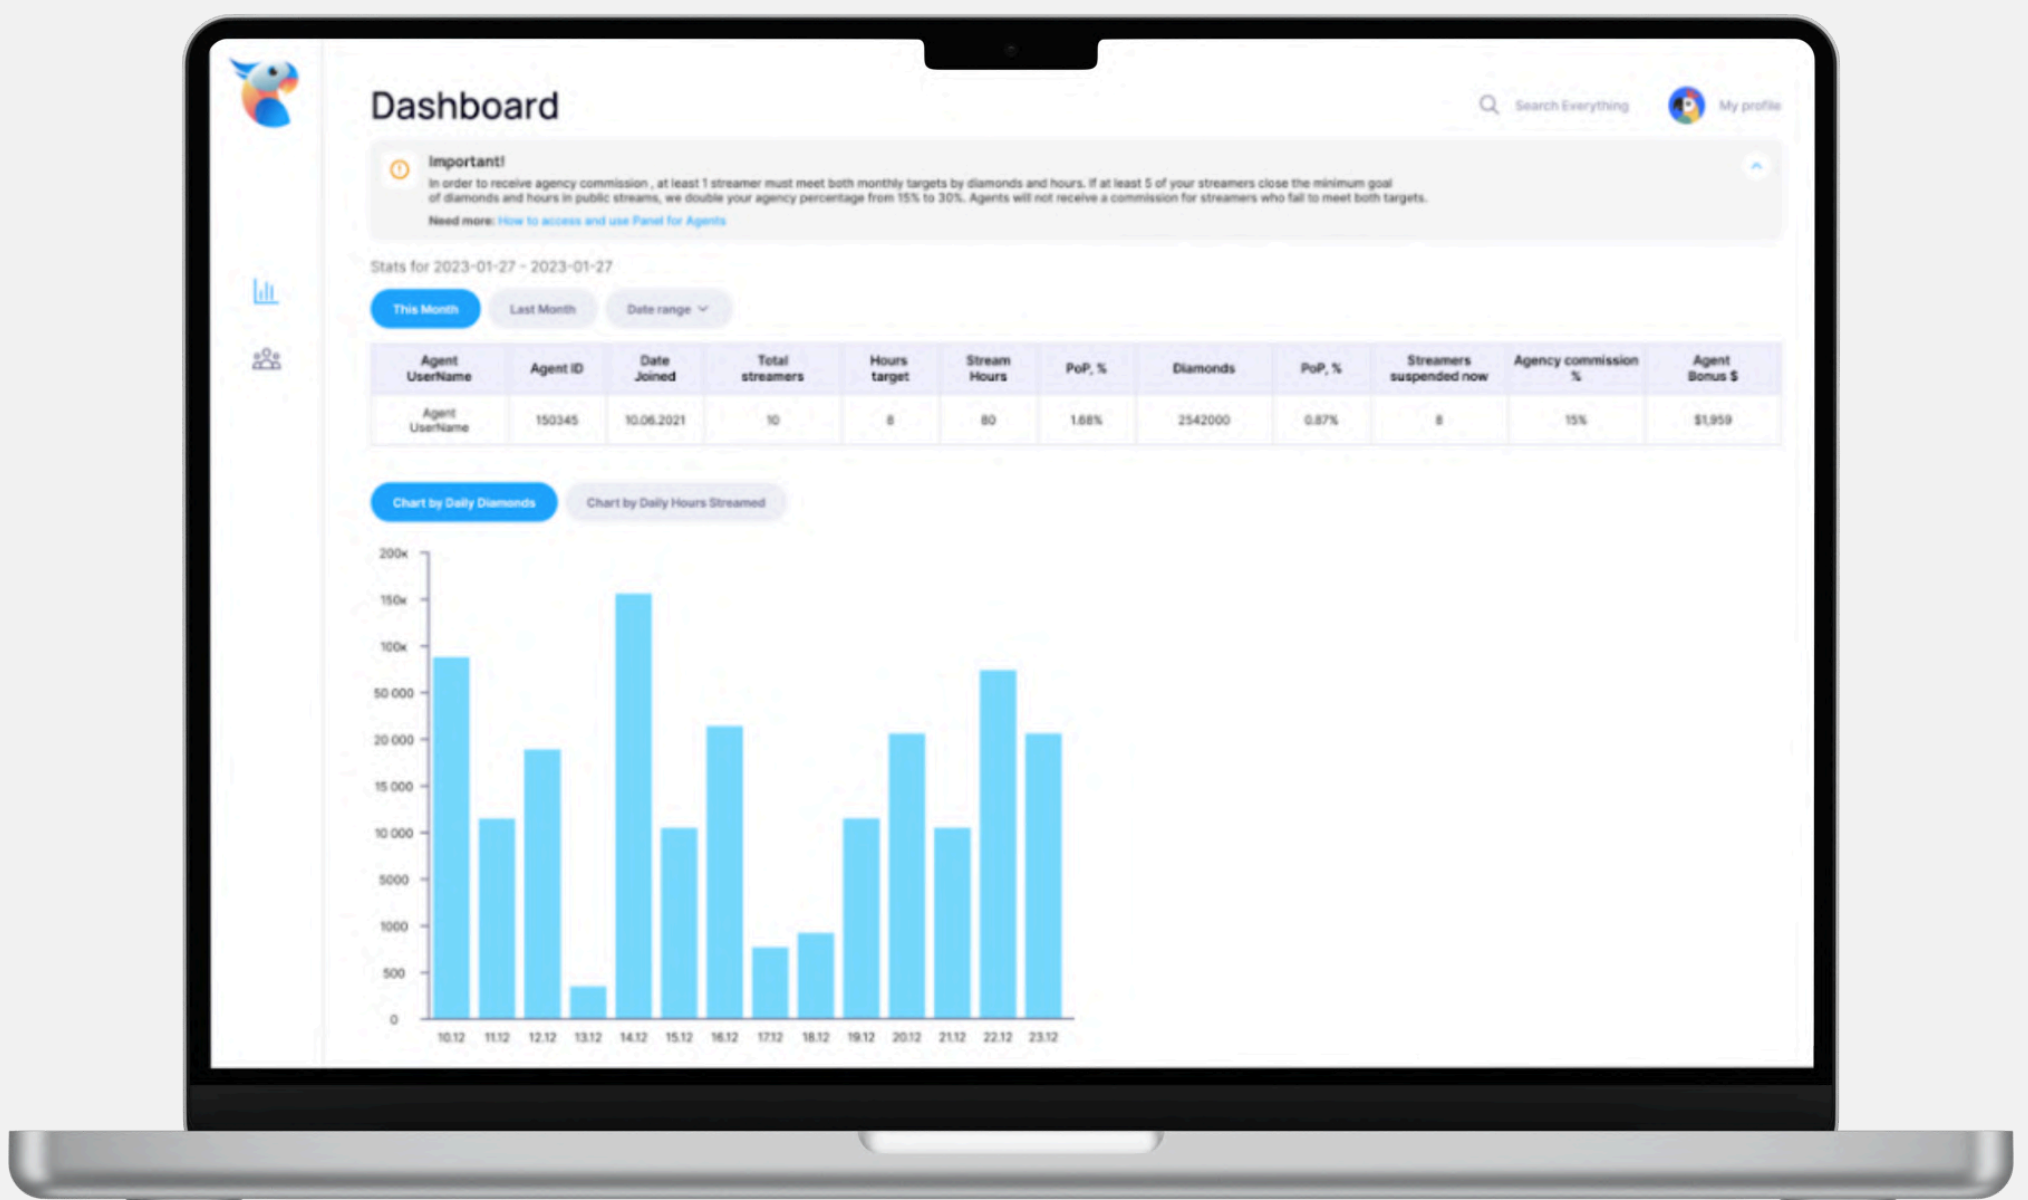 Dashboard
Search Everything
My profile
Important!
In order to receive agency commission , at least 1 streamer must meet both monthly targets by diamonds and hours. If at least 5 of your streamers close the minimum goal
of diamonds and hours in public streams, we double your agency percentage from 15% to 30%. Agents will not receive a commission for streamers who fail to meet both targets.
Need more: How to access and use Panel for Agents
Stats for 2023-01-27 - 2023-01-27
This Month
Last Month
Date range
Agent UserName
Agent ID
Date Joined
Total streamers
Hours target
Stream Hours
PoP, %
Diamonds
PoP, %
Streamers suspended now
Agency commission %
Agent Bonus $
Agent UserName
150345
10.06.2021
10
8
80
1.68%
2542000
0.87%
8
15%
$1,959
Chart by Daily Diamonds
Chart by Daily Hours Streamed
200к
150к
100к
50 000
20 000
15 000
10 000
5000
1000
500
0
10.12 11.12 12.12 13.12 14.12 15.12 16.12 17.12 18.12 19.12 20.12 21.12 22.12 23.12